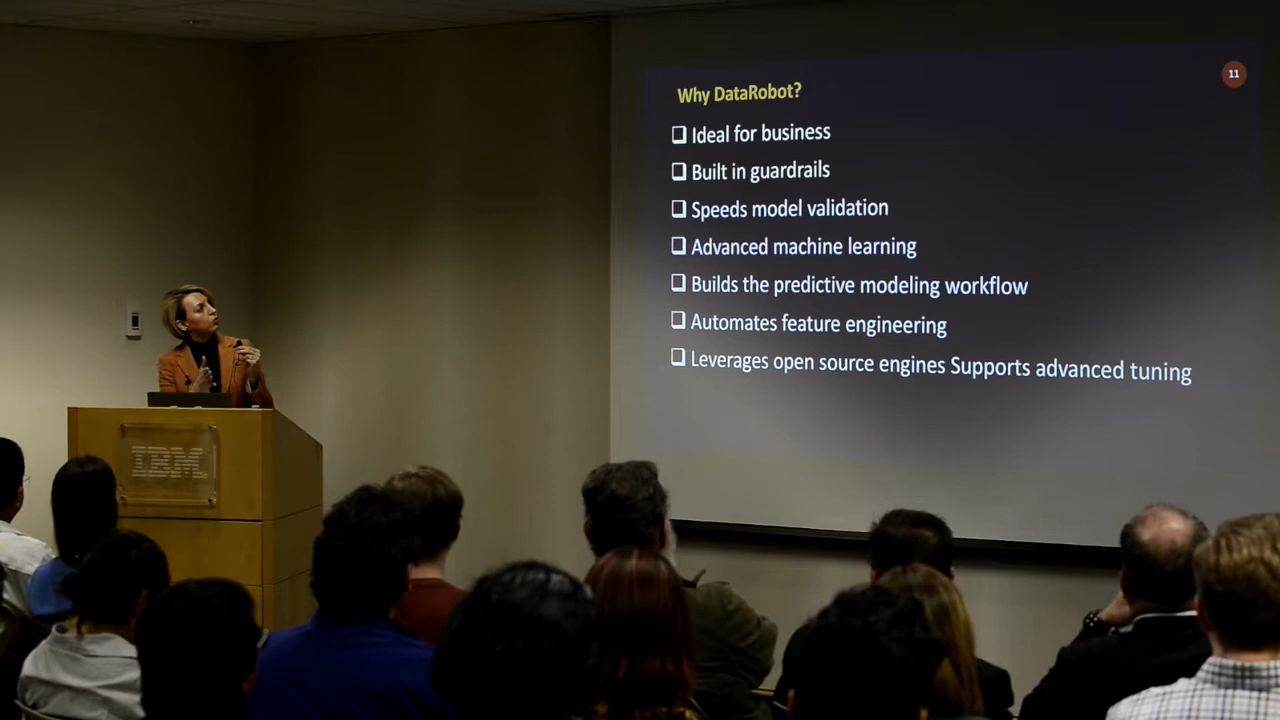 11
Why DataRobot?
Ideal for business
Built in guardrails
Speeds model validation
Advanced machine learning
Builds the predictive modeling workflow
Automates feature engineering
Leverages open source engines Supports advanced tuning
IBM